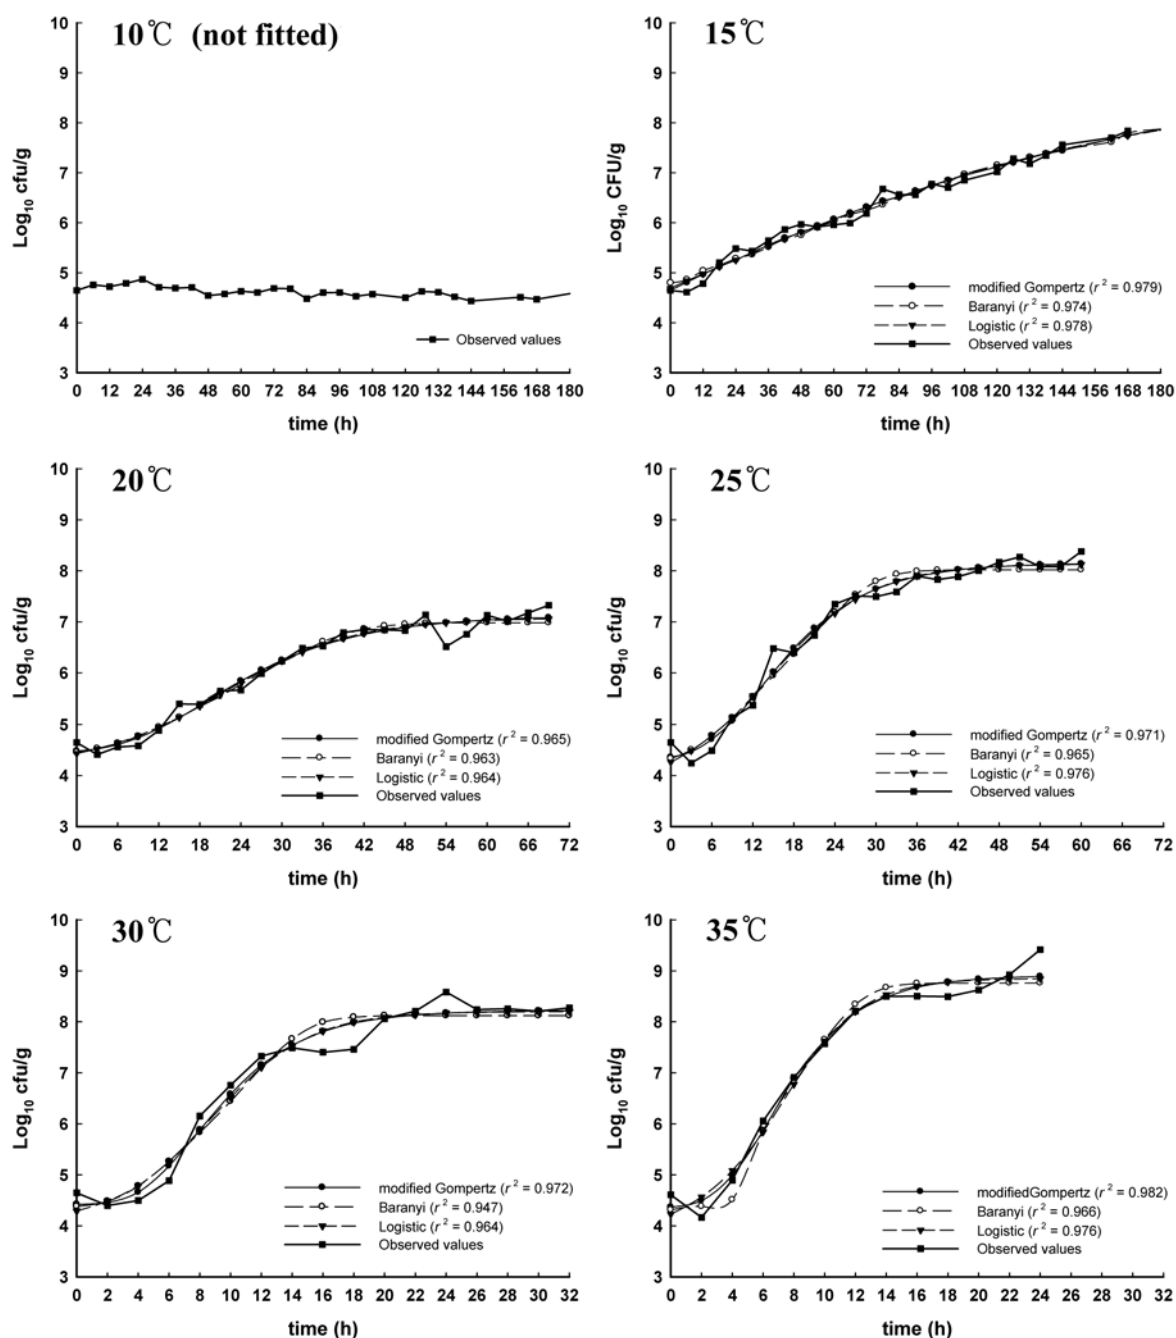 10℃ (not fitted)
10
9
8
7
6
5
4
3
Log₁₀ cfu/g
Observed values
0 12 24 36 48 60 72 84 96 108 120 132 144 156 168 180
time (h)
15℃
10
9
8
7
6
5
4
3
Log₁₀ CFU/g
modified Gompertz (r² = 0.979)
Baranyi (r² = 0.974)
Logistic (r² = 0.978)
Observed values
0 12 24 36 48 60 72 84 96 108 120 132 144 156 168 180
time (h)
20℃
10
9
8
7
6
5
4
3
Log₁₀ cfu/g
modified Gompertz (r² = 0.965)
Baranyi (r² = 0.963)
Logistic (r² = 0.964)
Observed values
0 6 12 18 24 30 36 42 48 54 60 66 72
time (h)
25℃
10
9
8
7
6
5
4
3
Log₁₀ cfu/g
modified Gompertz (r² = 0.971)
Baranyi (r² = 0.965)
Logistic (r² = 0.976)
Observed values
0 6 12 18 24 30 36 42 48 54 60 66 72
time (h)
30℃
10
9
8
7
6
5
4
3
Log₁₀ cfu/g
modified Gompertz (r² = 0.972)
Baranyi (r² = 0.947)
Logistic (r² = 0.964)
Observed values
0 2 4 6 8 10 12 14 16 18 20 22 24 26 28 30 32
time (h)
35℃
10
9
8
7
6
5
4
3
Log₁₀ cfu/g
modifiedGompertz (r² = 0.982)
Baranyi (r² = 0.966)
Logistic (r² = 0.976)
Observed values
0 2 4 6 8 10 12 14 16 18 20 22 24 26 28 30 32
time (h)